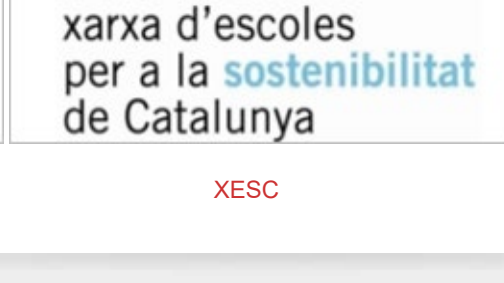 xarxa d'escoles
per a la sostenibilitat
de Catalunya
XESC